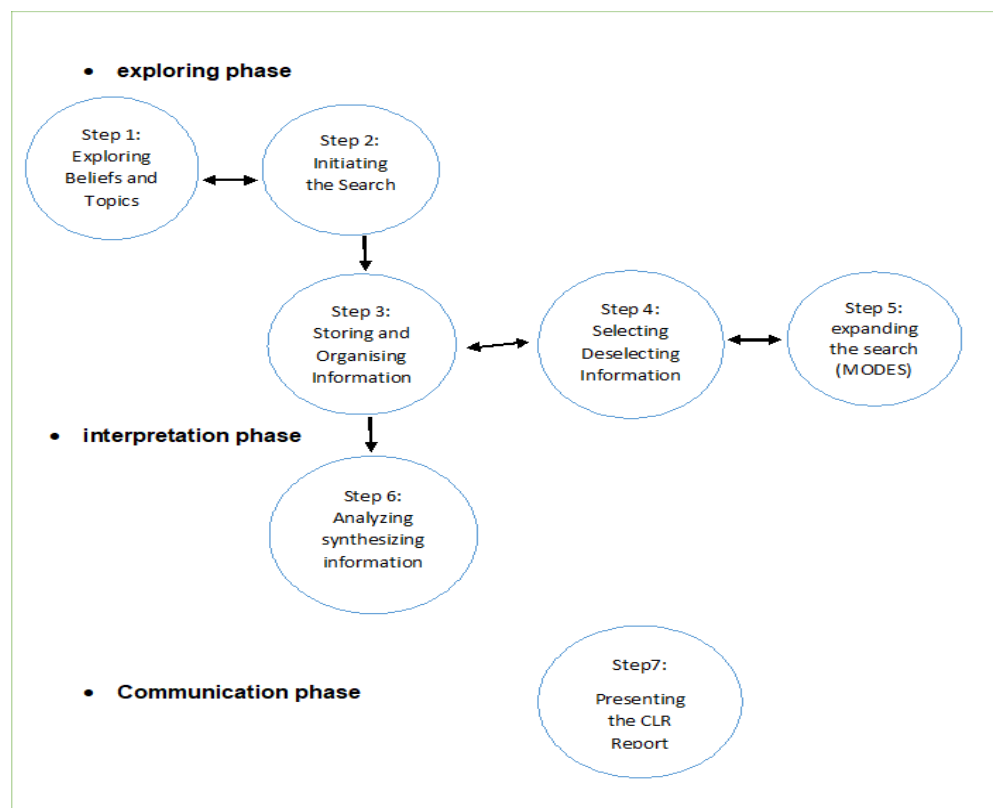 • exploring phase
Step 1:
Exploring
Beliefs and
Topics
Step 2:
Initiating
the Search
Step 3:
Storing and
Organising
Information
Step 4:
Selecting
Deselecting
Information
Step 5:
expanding
the search
(MODES)
• interpretation phase
Step 6:
Analyzing
synthesizing
information
• Communication phase
Step7:
Presenting
the CLR
Report